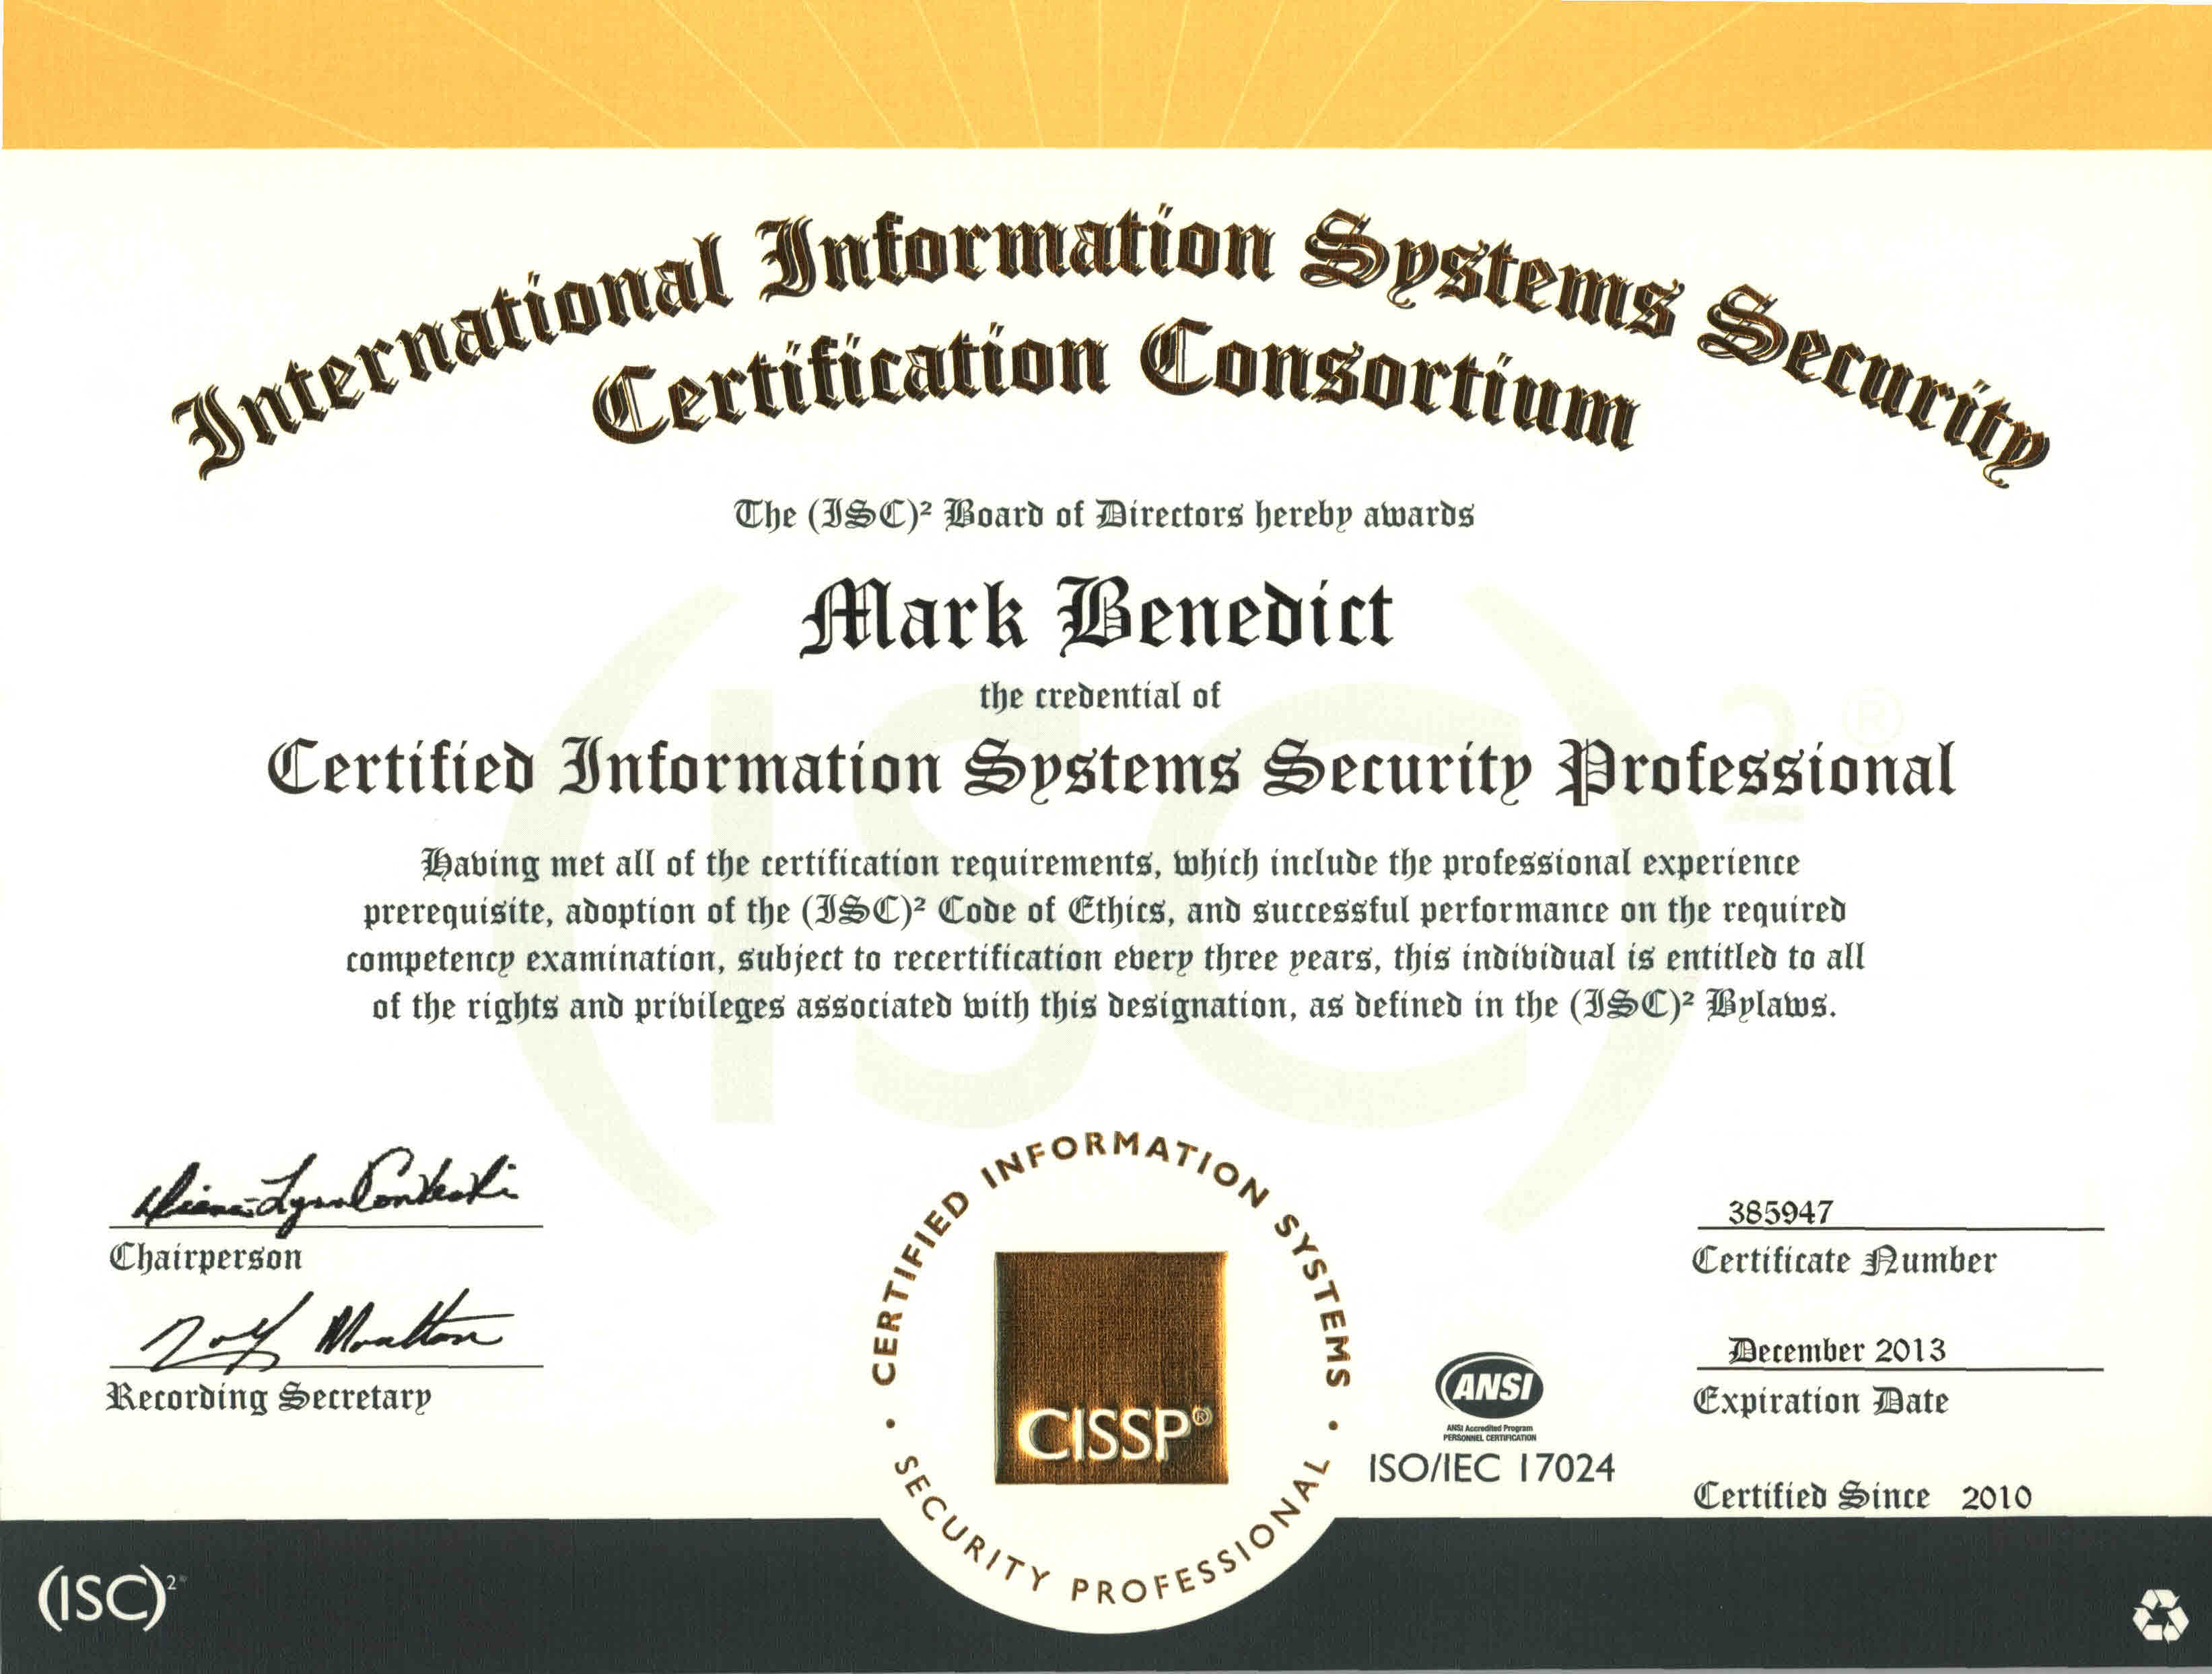 International Information Systems Security
Certification Consortium
The (ISC)² Board of Directors hereby awards
Mark Benedict
the credential of
Certified Information Systems Security Professional
Having met all of the certification requirements, which include the professional experience
prerequisite, adoption of the (ISC)² Code of Ethics, and successful performance on the required
competency examination, subject to recertification every three years, this individual is entitled to all
of the rights and privileges associated with this designation, as defined in the (ISC)² Bylaws.
(ISC)²®
Chairperson
Moulton
Recording Secretary
CERTIFIED INFORMATION SYSTEMS
• SECURITY PROFESSIONAL •
CISSP®
ANSI
ANSI Accredited Program
PERSONNEL CERTIFICATION
ISO/IEC 17024
385947
Certificate Number
December 2013
Expiration Date
Certified Since 2010
(ISC)²®